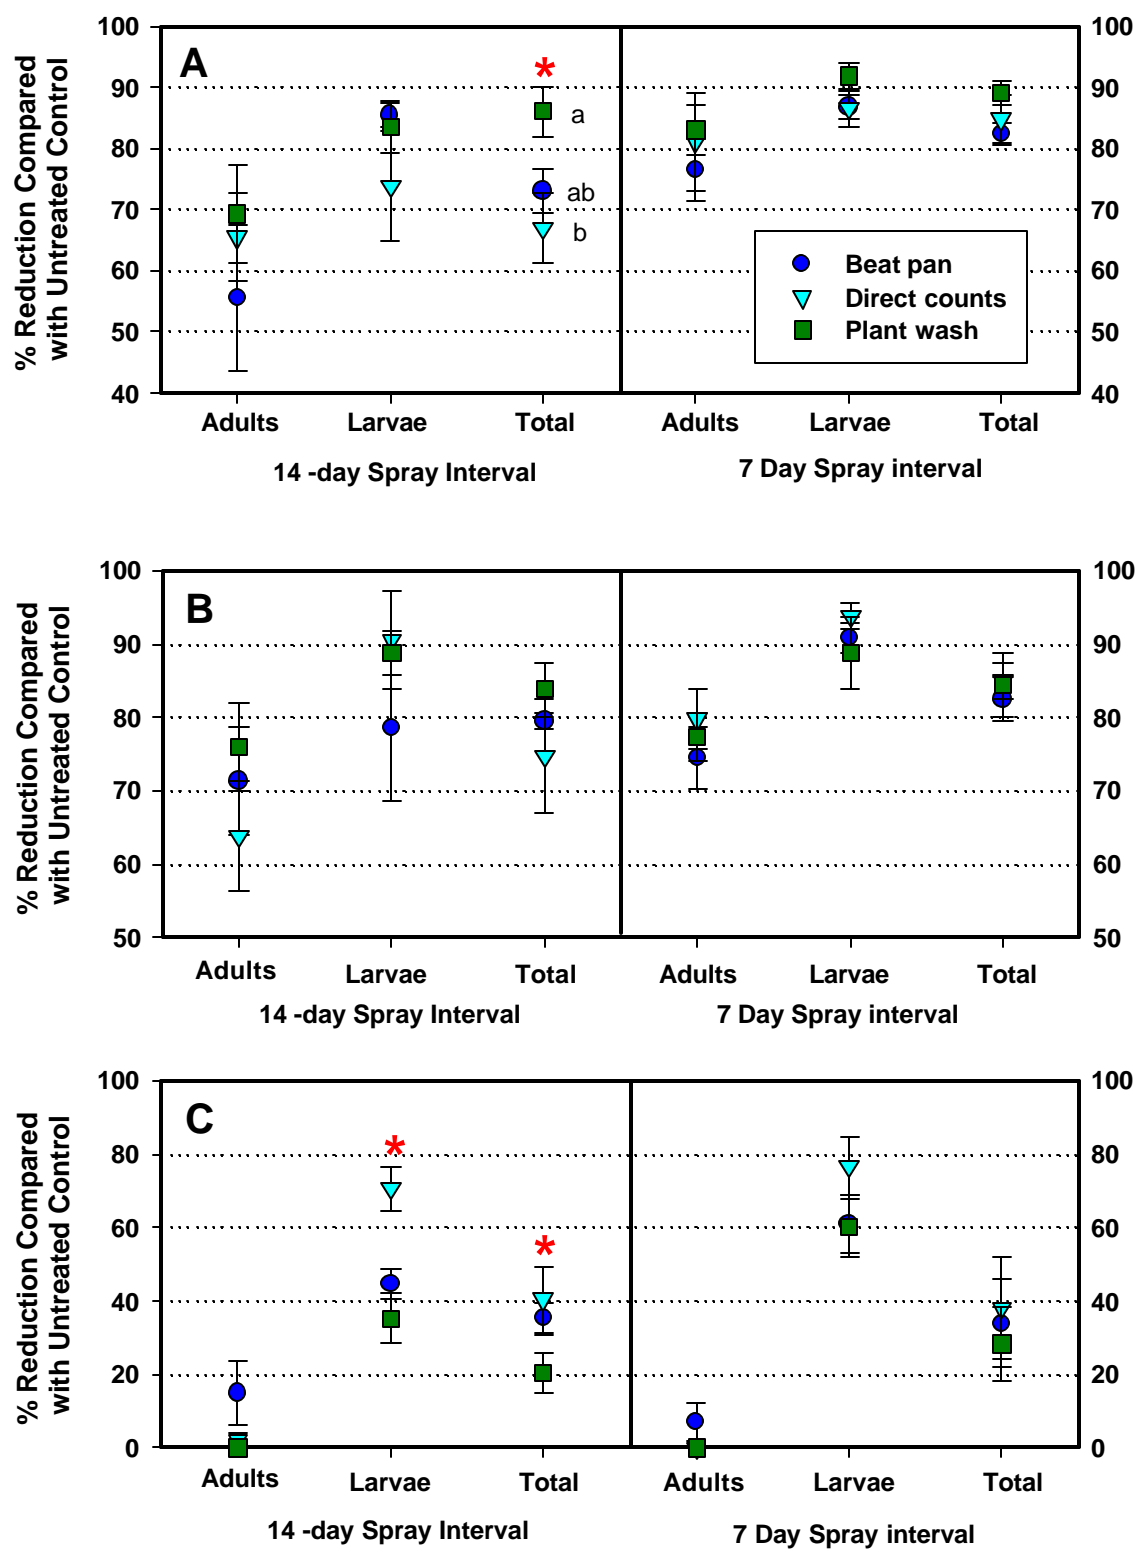 % Reduction Compared
with Untreated Control
100
90
80
70
60
50
40
A
*
a
ab
b
100
90
80
70
60
50
40
Beat pan
Direct counts
Plant wash
Adults
Larvae
Total
Adults
Larvae
Total
14 -day Spray Interval
7 Day Spray interval
% Reduction Compared
with Untreated Control
100
90
80
70
60
50
B
100
90
80
70
60
50
Adults
Larvae
Total
Adults
Larvae
Total
14 -day Spray Interval
7 Day Spray interval
% Reduction Compared
with Untreated Control
100
80
60
40
20
0
C
*
*
100
80
60
40
20
0
Adults
Larvae
Total
Adults
Larvae
Total
14 -day Spray Interval
7 Day Spray interval